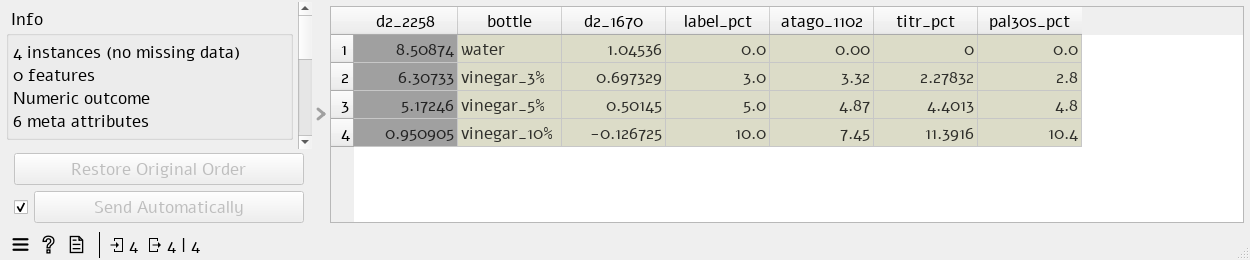 Info
4 instances (no missing data)
0 features
Numeric outcome
6 meta attributes
Restore Original Order
Send Automatically
4 4 | 4
d2_2258 bottle d2_1670 label_pct atago_1102 titr_pct pal30s_pct
1 8.50874 water 1.04536 0.0 0.00 0 0.0
2 6.30733 vinegar_3% 0.697329 3.0 3.32 2.27832 2.8
3 5.17246 vinegar_5% 0.50145 5.0 4.87 4.4013 4.8
4 0.950905 vinegar_10% -0.126725 10.0 7.45 11.3916 10.4